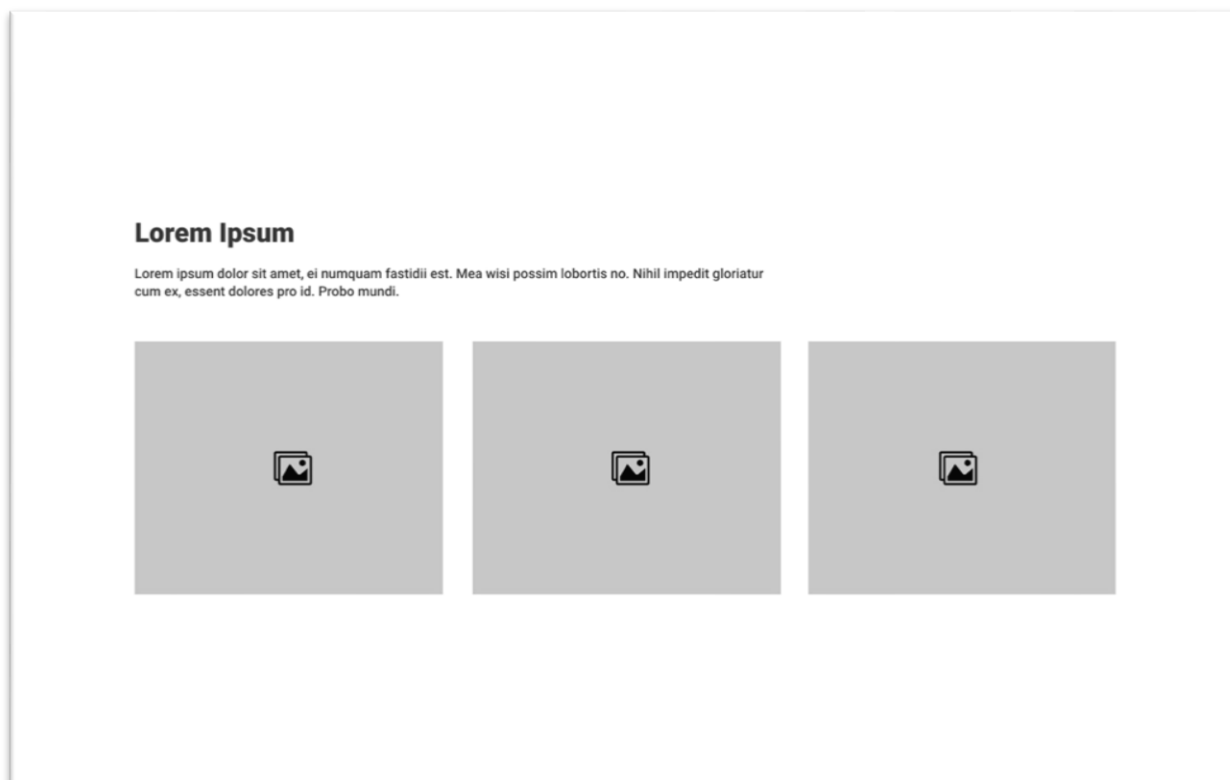 Lorem Ipsum
Lorem ipsum dolor sit amet, ei numquam fastidii est. Mea wisi possim lobortis no. Nihil impedit gloriatur
cum ex, essent dolores pro id. Probo mundi.